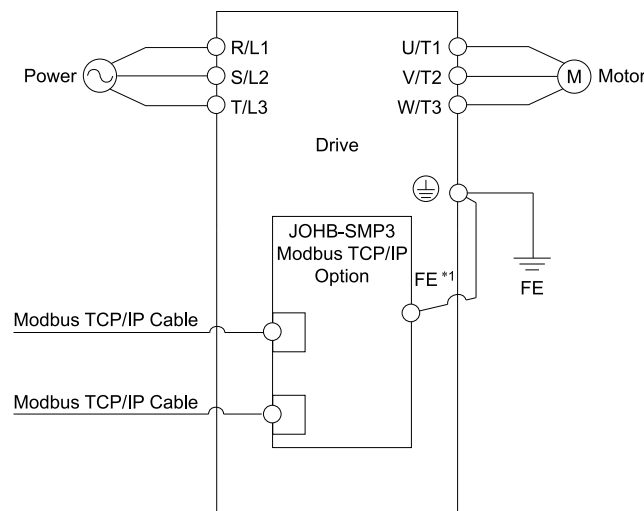 R/L1
U/T1
Power
S/L2
V/T2
M
Motor
T/L3
W/T3
Drive
JOHB-SMP3
Modbus TCP/IP
Option
FE *1
FE
Modbus TCP/IP Cable
Modbus TCP/IP Cable